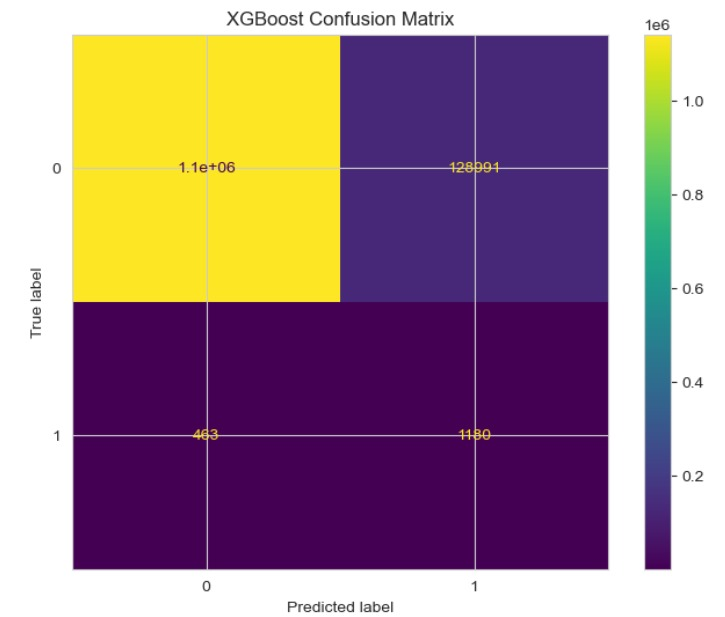 XGBoost Confusion Matrix
1e6
1.0
0.8
0.6
0.4
0.2
True label
0
1
1.1e+06
128991
463
1180
0
1
Predicted label